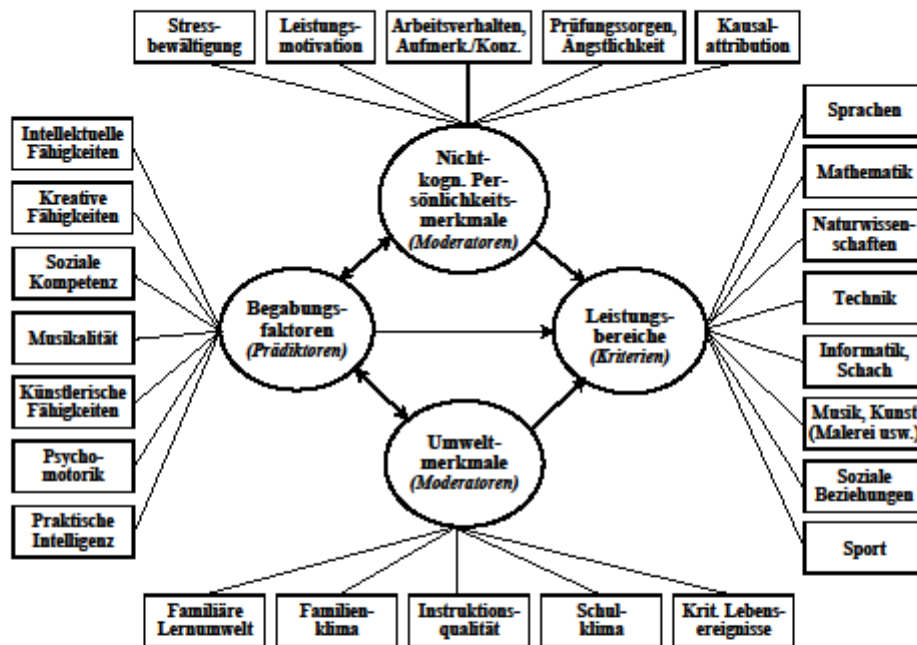 Stress-
bewältigung
Leistungs-
motivation
Arbeitsverhalten,
Aufmerk./Konz.
Prüfungssorgen,
Ängstlichkeit
Kausal-
attribution
Intellektuelle
Fähigkeiten
Kreative
Fähigkeiten
Soziale
Kompetenz
Musikalität
Künstlerische
Fähigkeiten
Psycho-
motorik
Praktische
Intelligenz
Nicht-
kogn. Per-
sönlichkeits-
merkmale
(Moderatoren)
Begabungs-
faktoren
(Prädiktoren)
Leistungs-
bereiche
(Kriterien)
Umwelt-
merkmale
(Moderatoren)
Sprachen
Mathematik
Naturwissen-
schaften
Technik
Informatik,
Schach
Musik, Kunst
(Malerei usw.)
Soziale
Beziehungen
Sport
Familiäre
Lernumwelt
Familien-
klima
Instruktions-
qualität
Schul-
klima
Krit. Lebens-
ereignisse